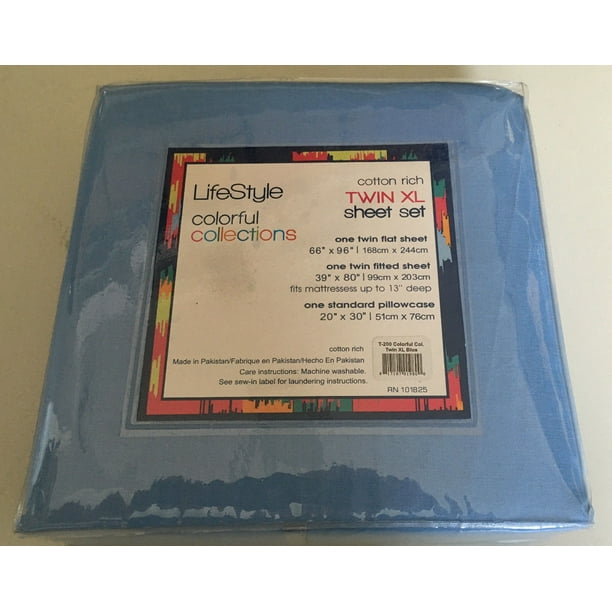 LifeStyle
colorful
collections
cotton rich
TWIN XL
sheet set
one twin flat sheet
66" x 96" | 168cm x 244cm
one twin fitted sheet
39" x 80" | 99cm x 203cm
fits mattressess up to 13" deep
one standard pillowcase
20" x 30" | 51cm x 76cm
cotton rich
Made in Pakistan/Fabrique en Pakistan/Hecho En Pakistan
Care instructions: Machine washable.
See sew-in label for laundering instructions.
T-200 Colorful Col.
Twin XL Blue
RN 101825